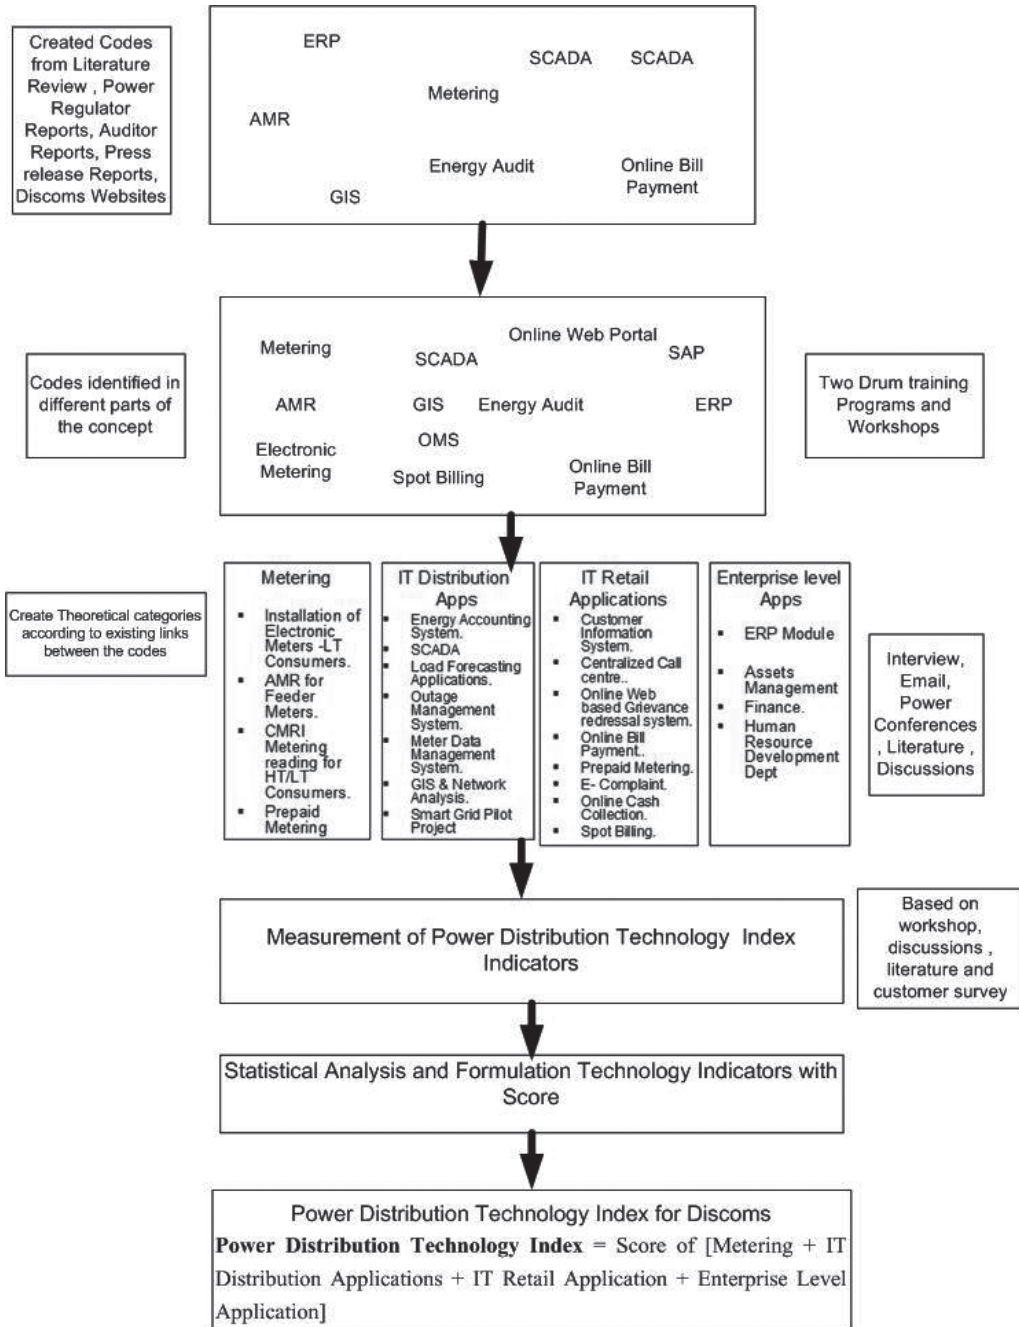 Created Codes
from Literature
Review , Power
Regulator
Reports, Auditor
Reports, Press
release Reports,
Discoms Websites
ERP
SCADA
SCADA
Metering
AMR
Energy Audit
Online Bill
Payment
GIS
Codes identified in
different parts of
the concept
Online Web Portal
Metering
SCADA
SAP
AMR
GIS
Energy Audit
ERP
OMS
Electronic
Metering
Spot Billing
Online Bill
Payment
Two Drum training
Programs and
Workshops
Create Theoretical categories
according to existing links
between the codes
Metering
▪ Installation of
Electronic
Meters -LT
Consumers.
▪ AMR for
Feeder
Meters.
▪ CMRI
Metering
reading for
HT/LT
Consumers.
▪ Prepaid
Metering
IT Distribution
Apps
▪ Energy Accounting
System.
▪ SCADA
▪ Load Forecasting
Applications.
▪ Outage
Management
System.
▪ Meter Data
Management
System.
▪ GIS & Network
Analysis.
▪ Smart Grid Pilot
Project
IT Retail
Applications
▪ Customer
Information
System.
▪ Centralized Call
centre..
▪ Online Web
based Grievance
redressal system.
▪ Online Bill
Payment..
▪ Prepaid Metering.
▪ E- Complaint.
▪ Online Cash
Collection.
▪ Spot Billing.
Enterprise level
Apps
▪ ERP Module
▪ Assets
Management
▪ Finance.
▪ Human
Resource
Development
Dept
Interview,
Email,
Power
Conferences
, Literature ,
Discussions
Measurement of Power Distribution Technology Index
Indicators
Based on
workshop,
discussions ,
literature and
customer survey
Statistical Analysis and Formulation Technology Indicators with
Score
Power Distribution Technology Index for Discoms
Power Distribution Technology Index = Score of [Metering + IT
Distribution Applications + IT Retail Application + Enterprise Level
Application]